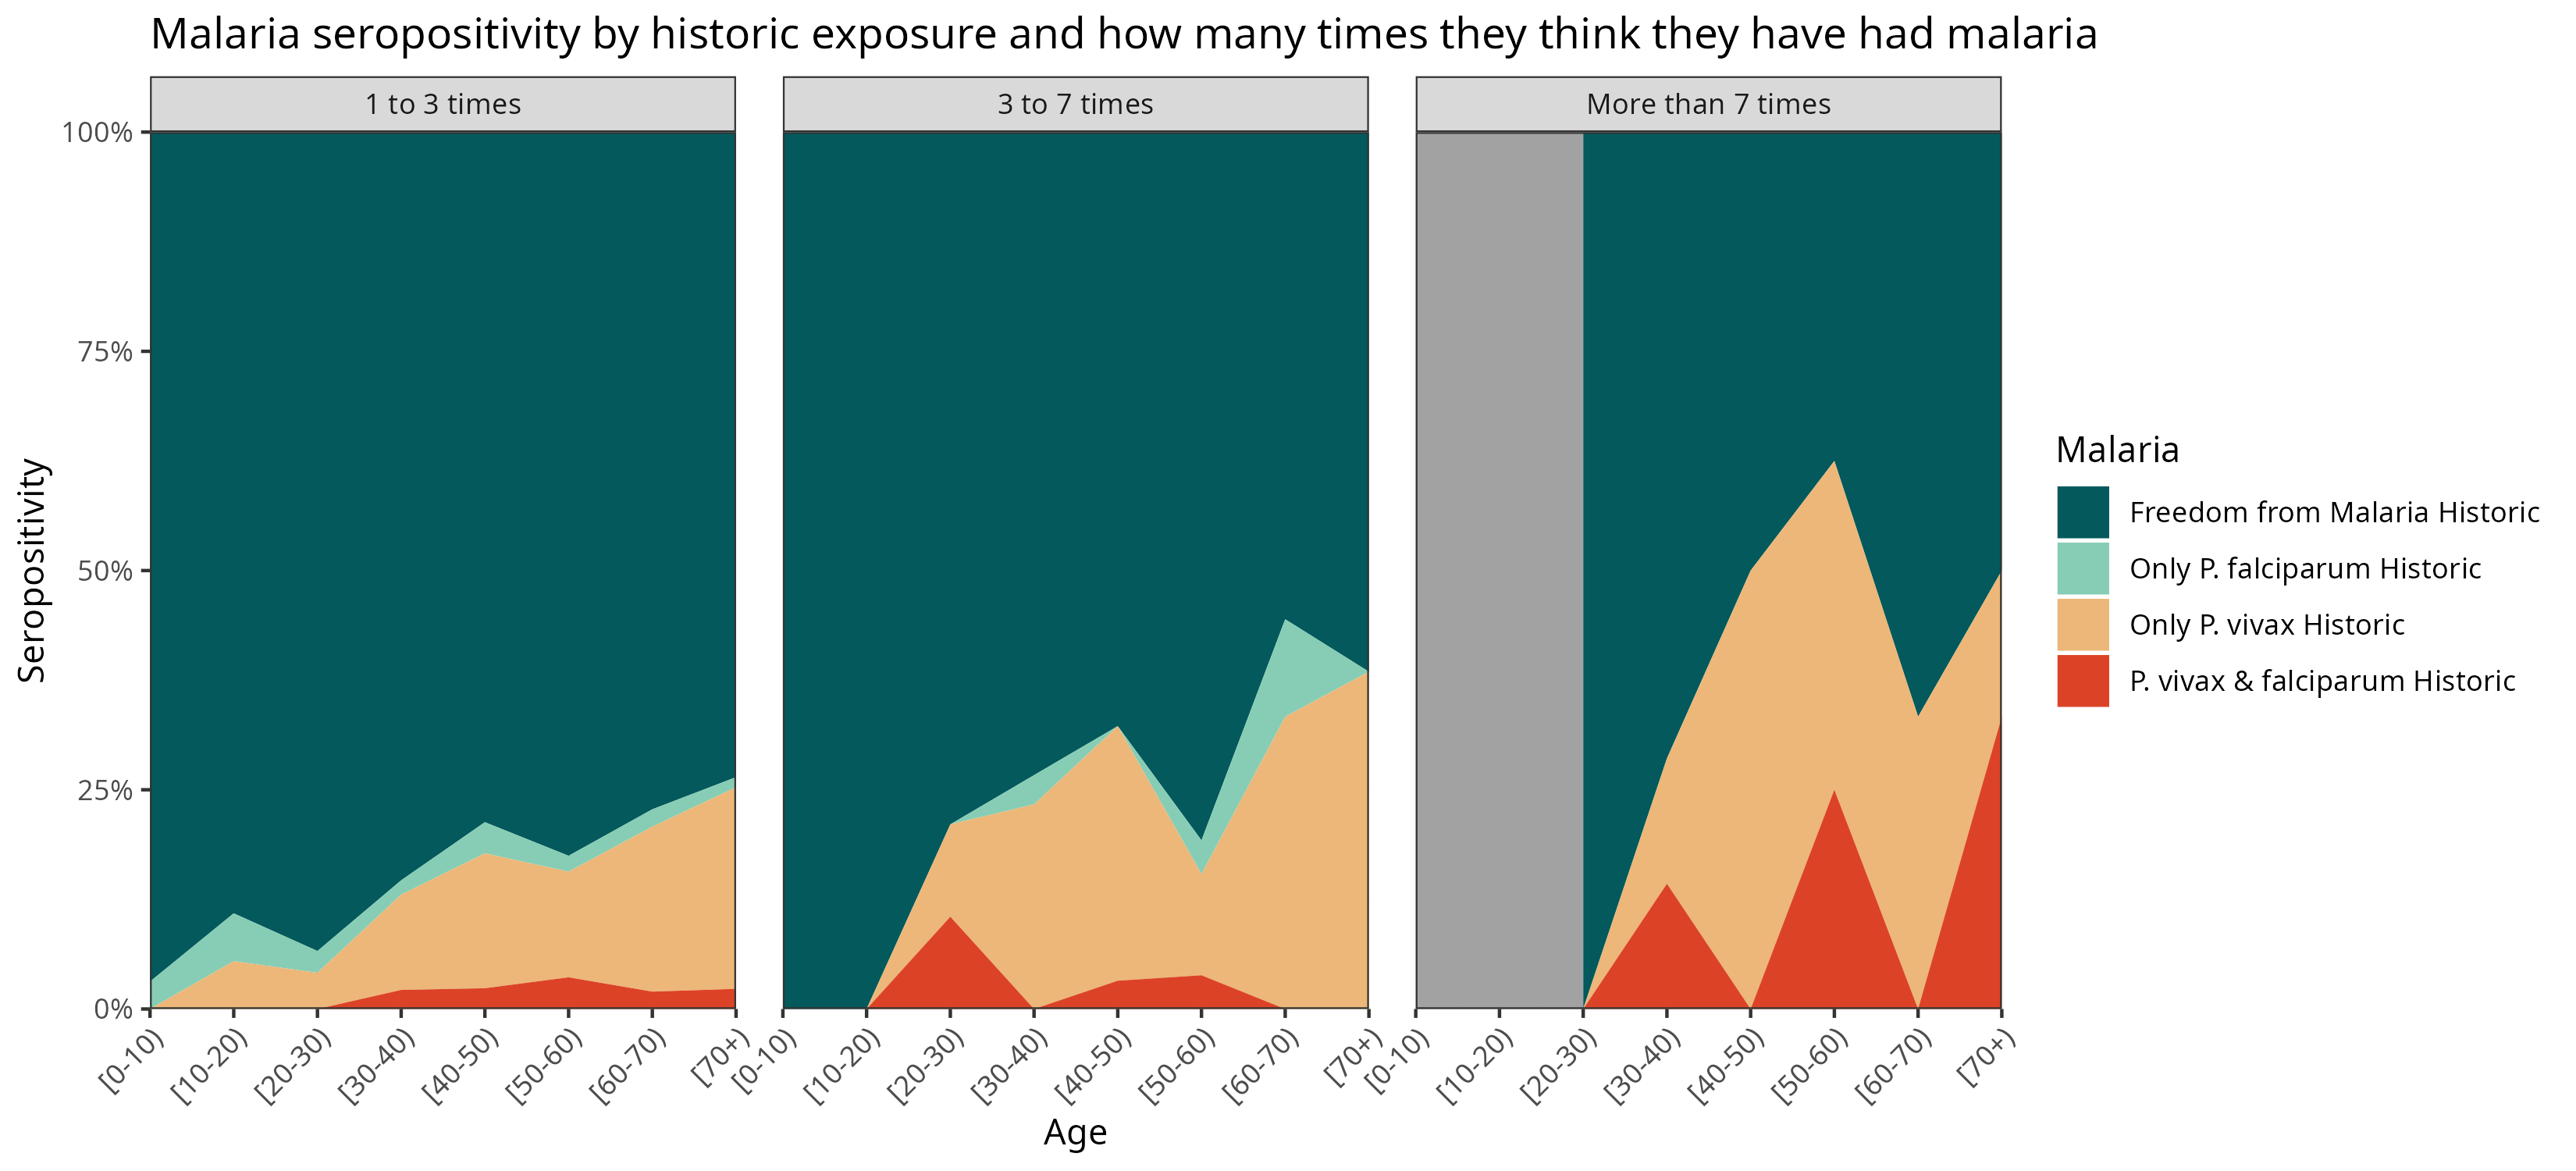 Malaria seropositivity by historic exposure and how many times they think they have had malaria
1 to 3 times
3 to 7 times
More than 7 times
100%
75%
50%
25%
0%
Seropositivity
[0-10)
[10-20)
[20-30)
[30-40)
[40-50)
[50-60)
[60-70)
[70+)
[0-10)
[10-20)
[20-30)
[30-40)
[40-50)
[50-60)
[60-70)
[70+)
[0-10)
[10-20)
[20-30)
[30-40)
[40-50)
[50-60)
[60-70)
[70+)
Age
Malaria
Freedom from Malaria Historic
Only P. falciparum Historic
Only P. vivax Historic
P. vivax & falciparum Historic